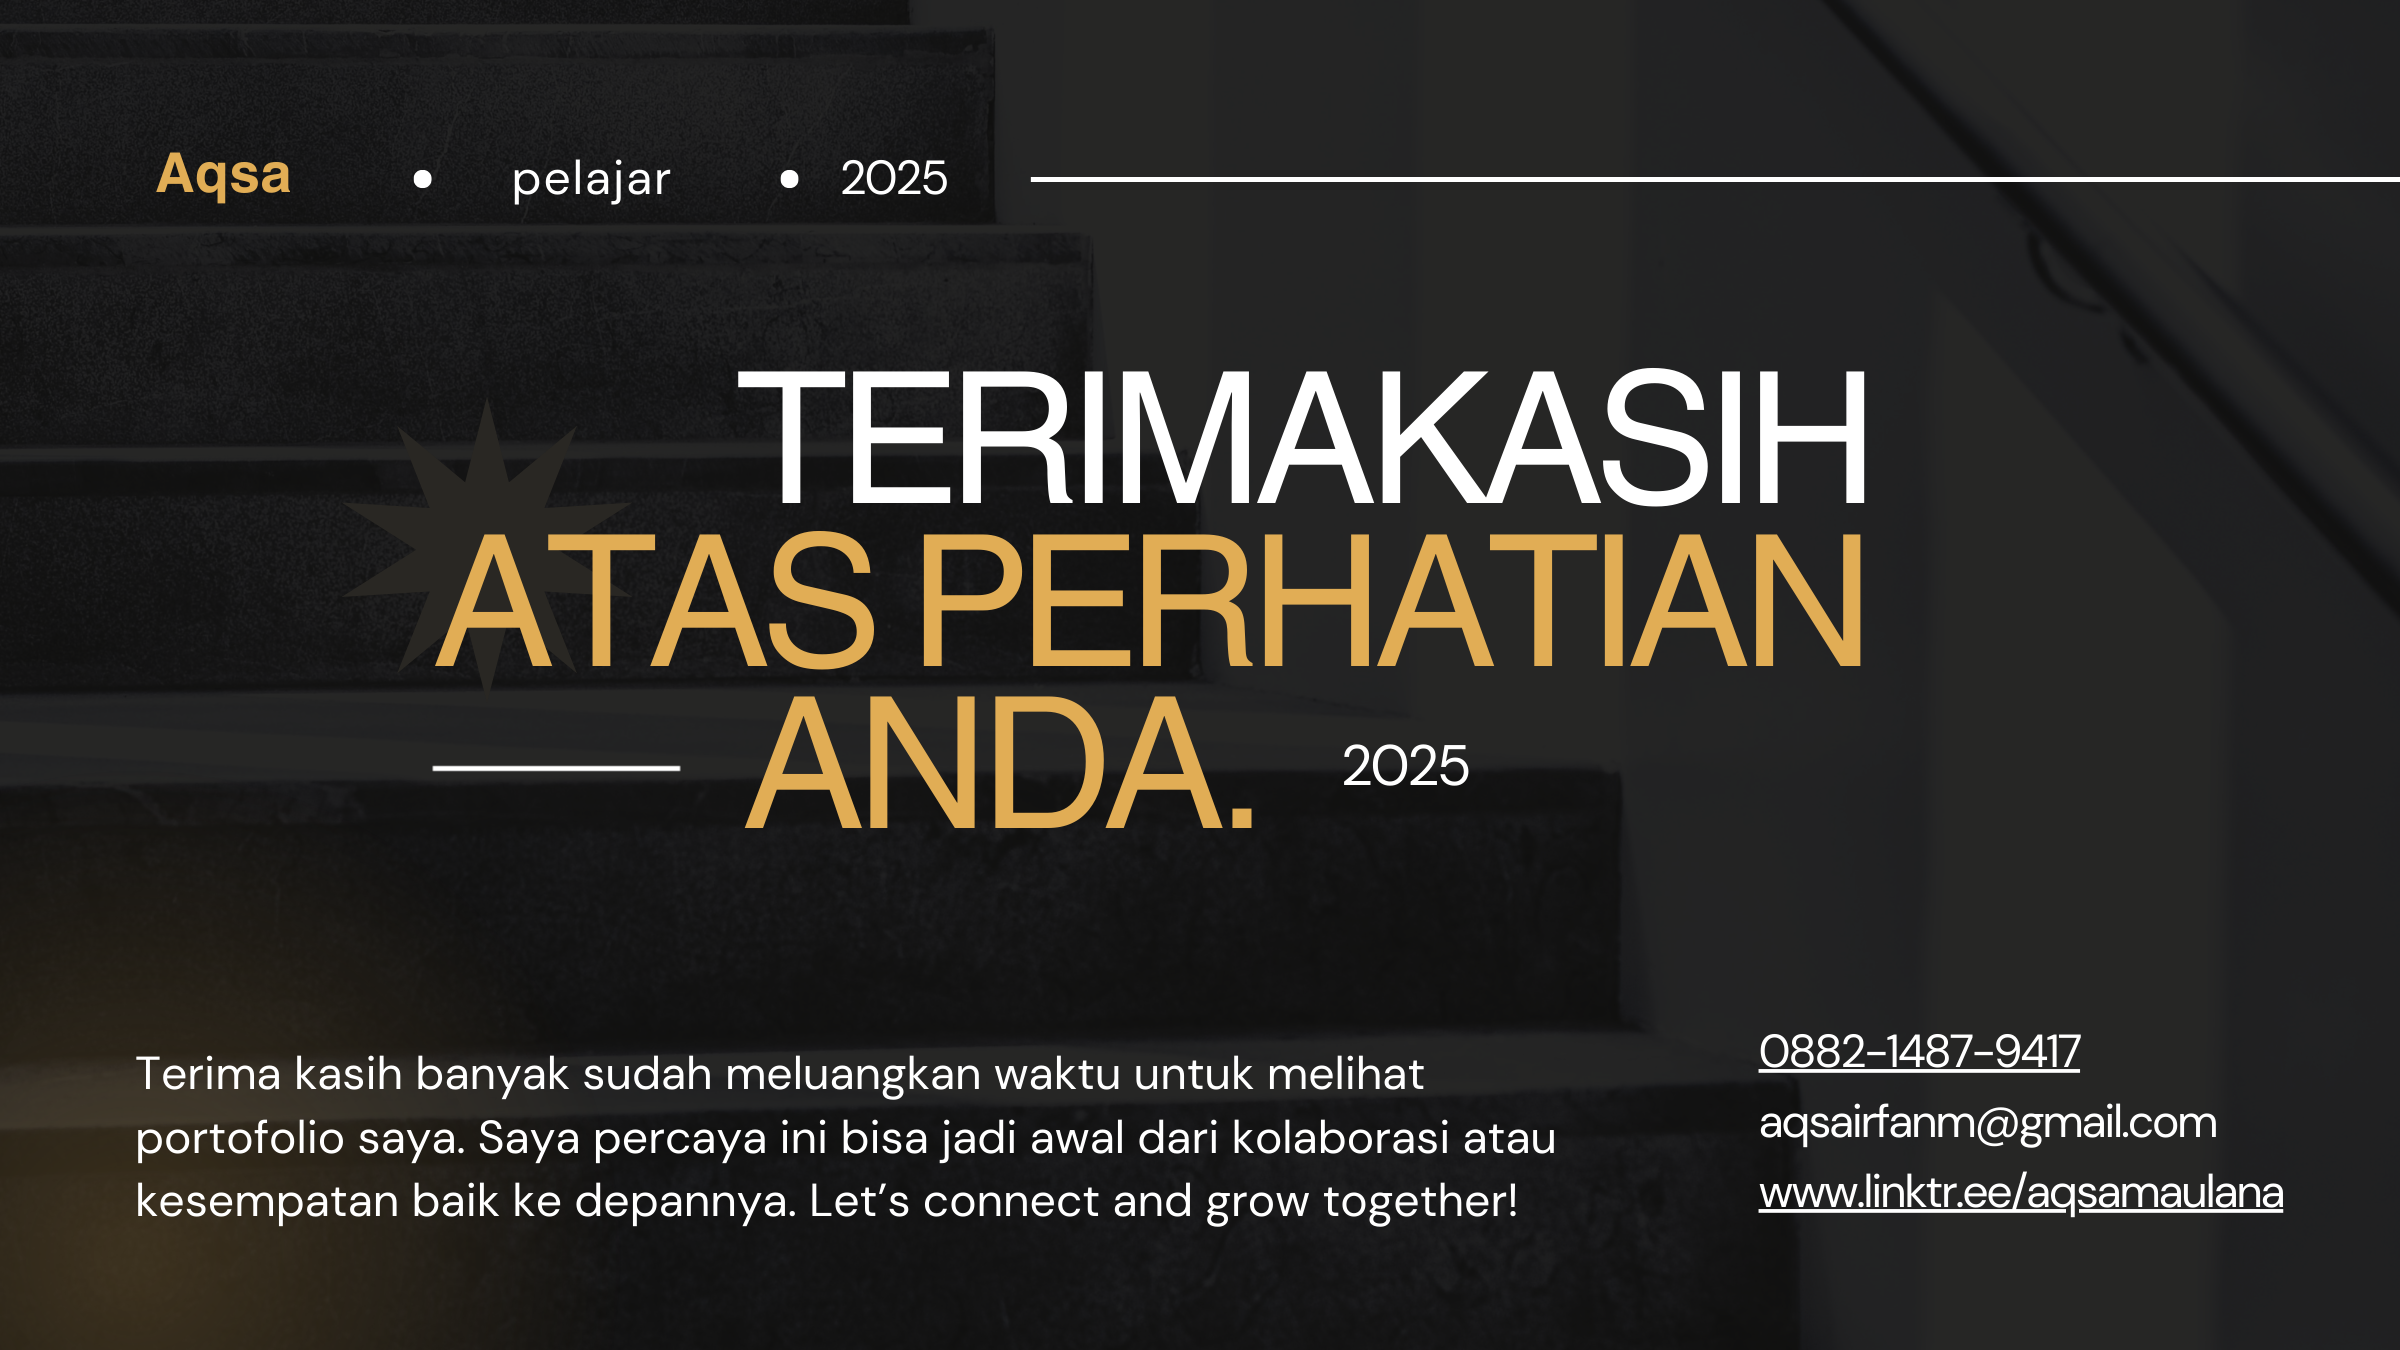 Aqsa • pelajar • 2025
TERIMAKASIH
ATAS PERHATIAN
ANDA. 2025
Terima kasih banyak sudah meluangkan waktu untuk melihat
portofolio saya. Saya percaya ini bisa jadi awal dari kolaborasi atau
kesempatan baik ke depannya. Let’s connect and grow together!
0882-1487-9417
aqsairfanm@gmail.com
www.linktr.ee/aqsamaulana